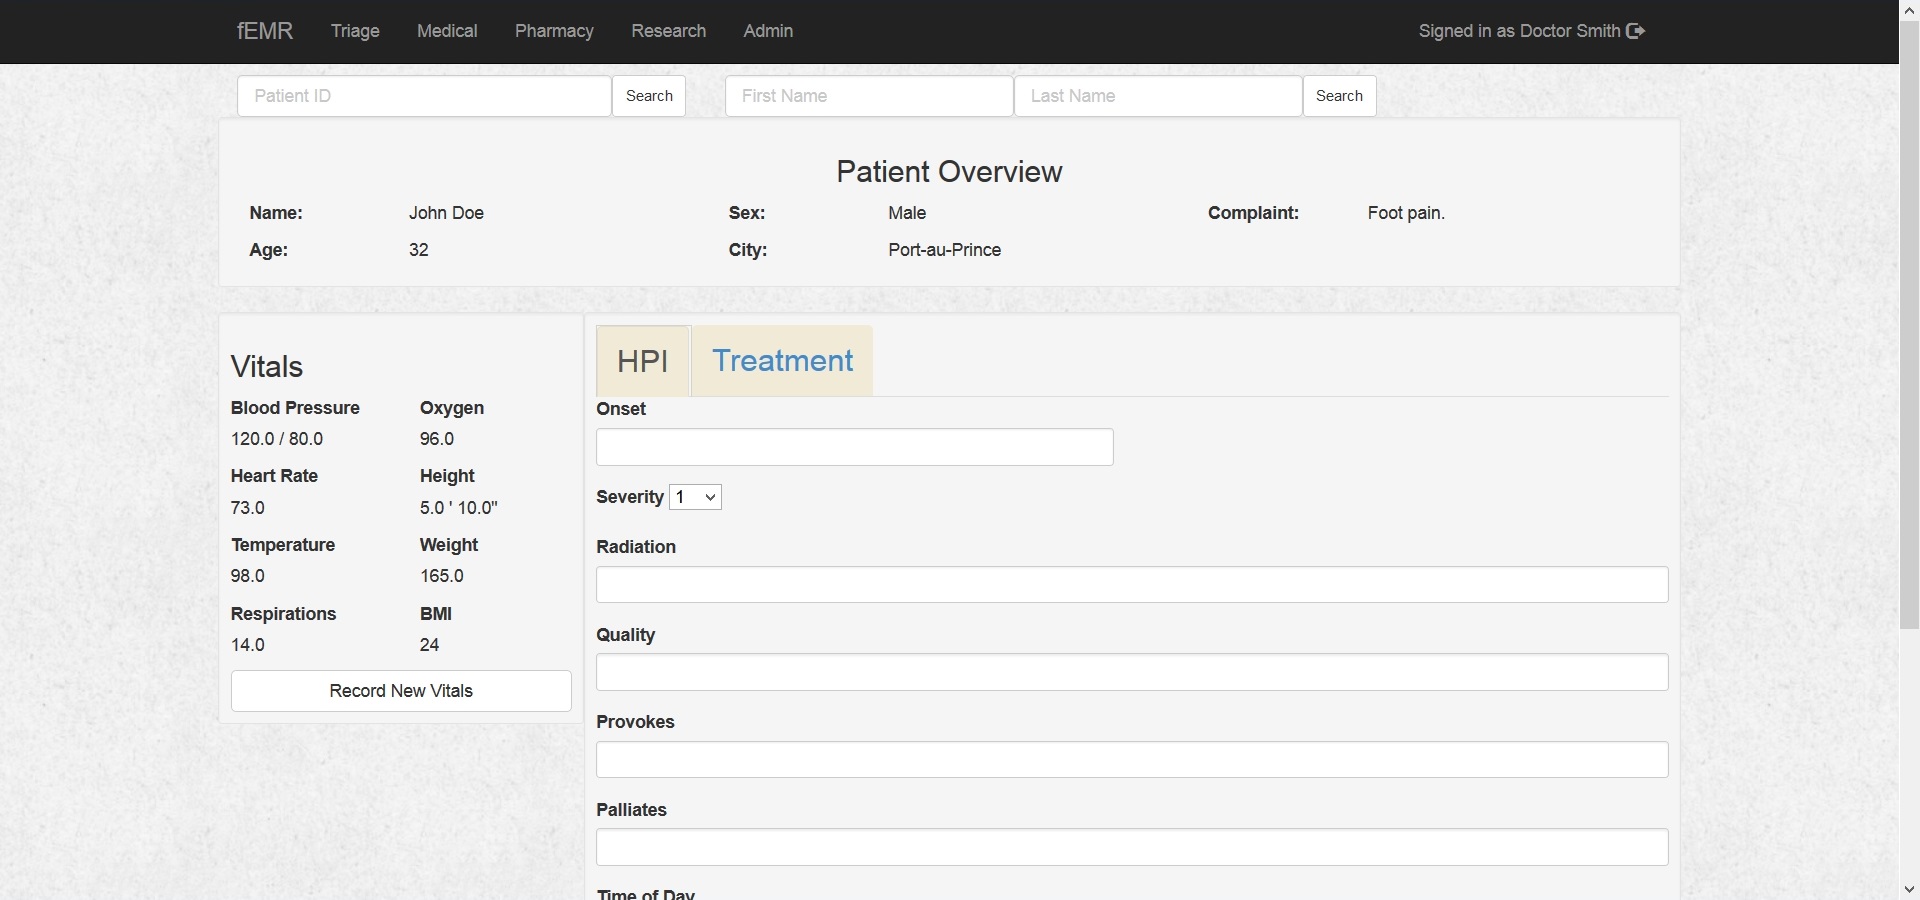 fEMR Triage Medical Pharmacy Research Admin Signed in as Doctor Smith
Patient ID Search First Name Last Name Search
Patient Overview
Name: John Doe Sex: Male Complaint: Foot pain.
Age: 32 City: Port-au-Prince
Vitals
Blood Pressure Oxygen
120.0 / 80.0 96.0
Heart Rate Height
73.0 5.0 ' 10.0"
Temperature Weight
98.0 165.0
Respirations BMI
14.0 24
Record New Vitals
HPI Treatment
Onset
Severity 1
Radiation
Quality
Provokes
Palliates
Time of Day